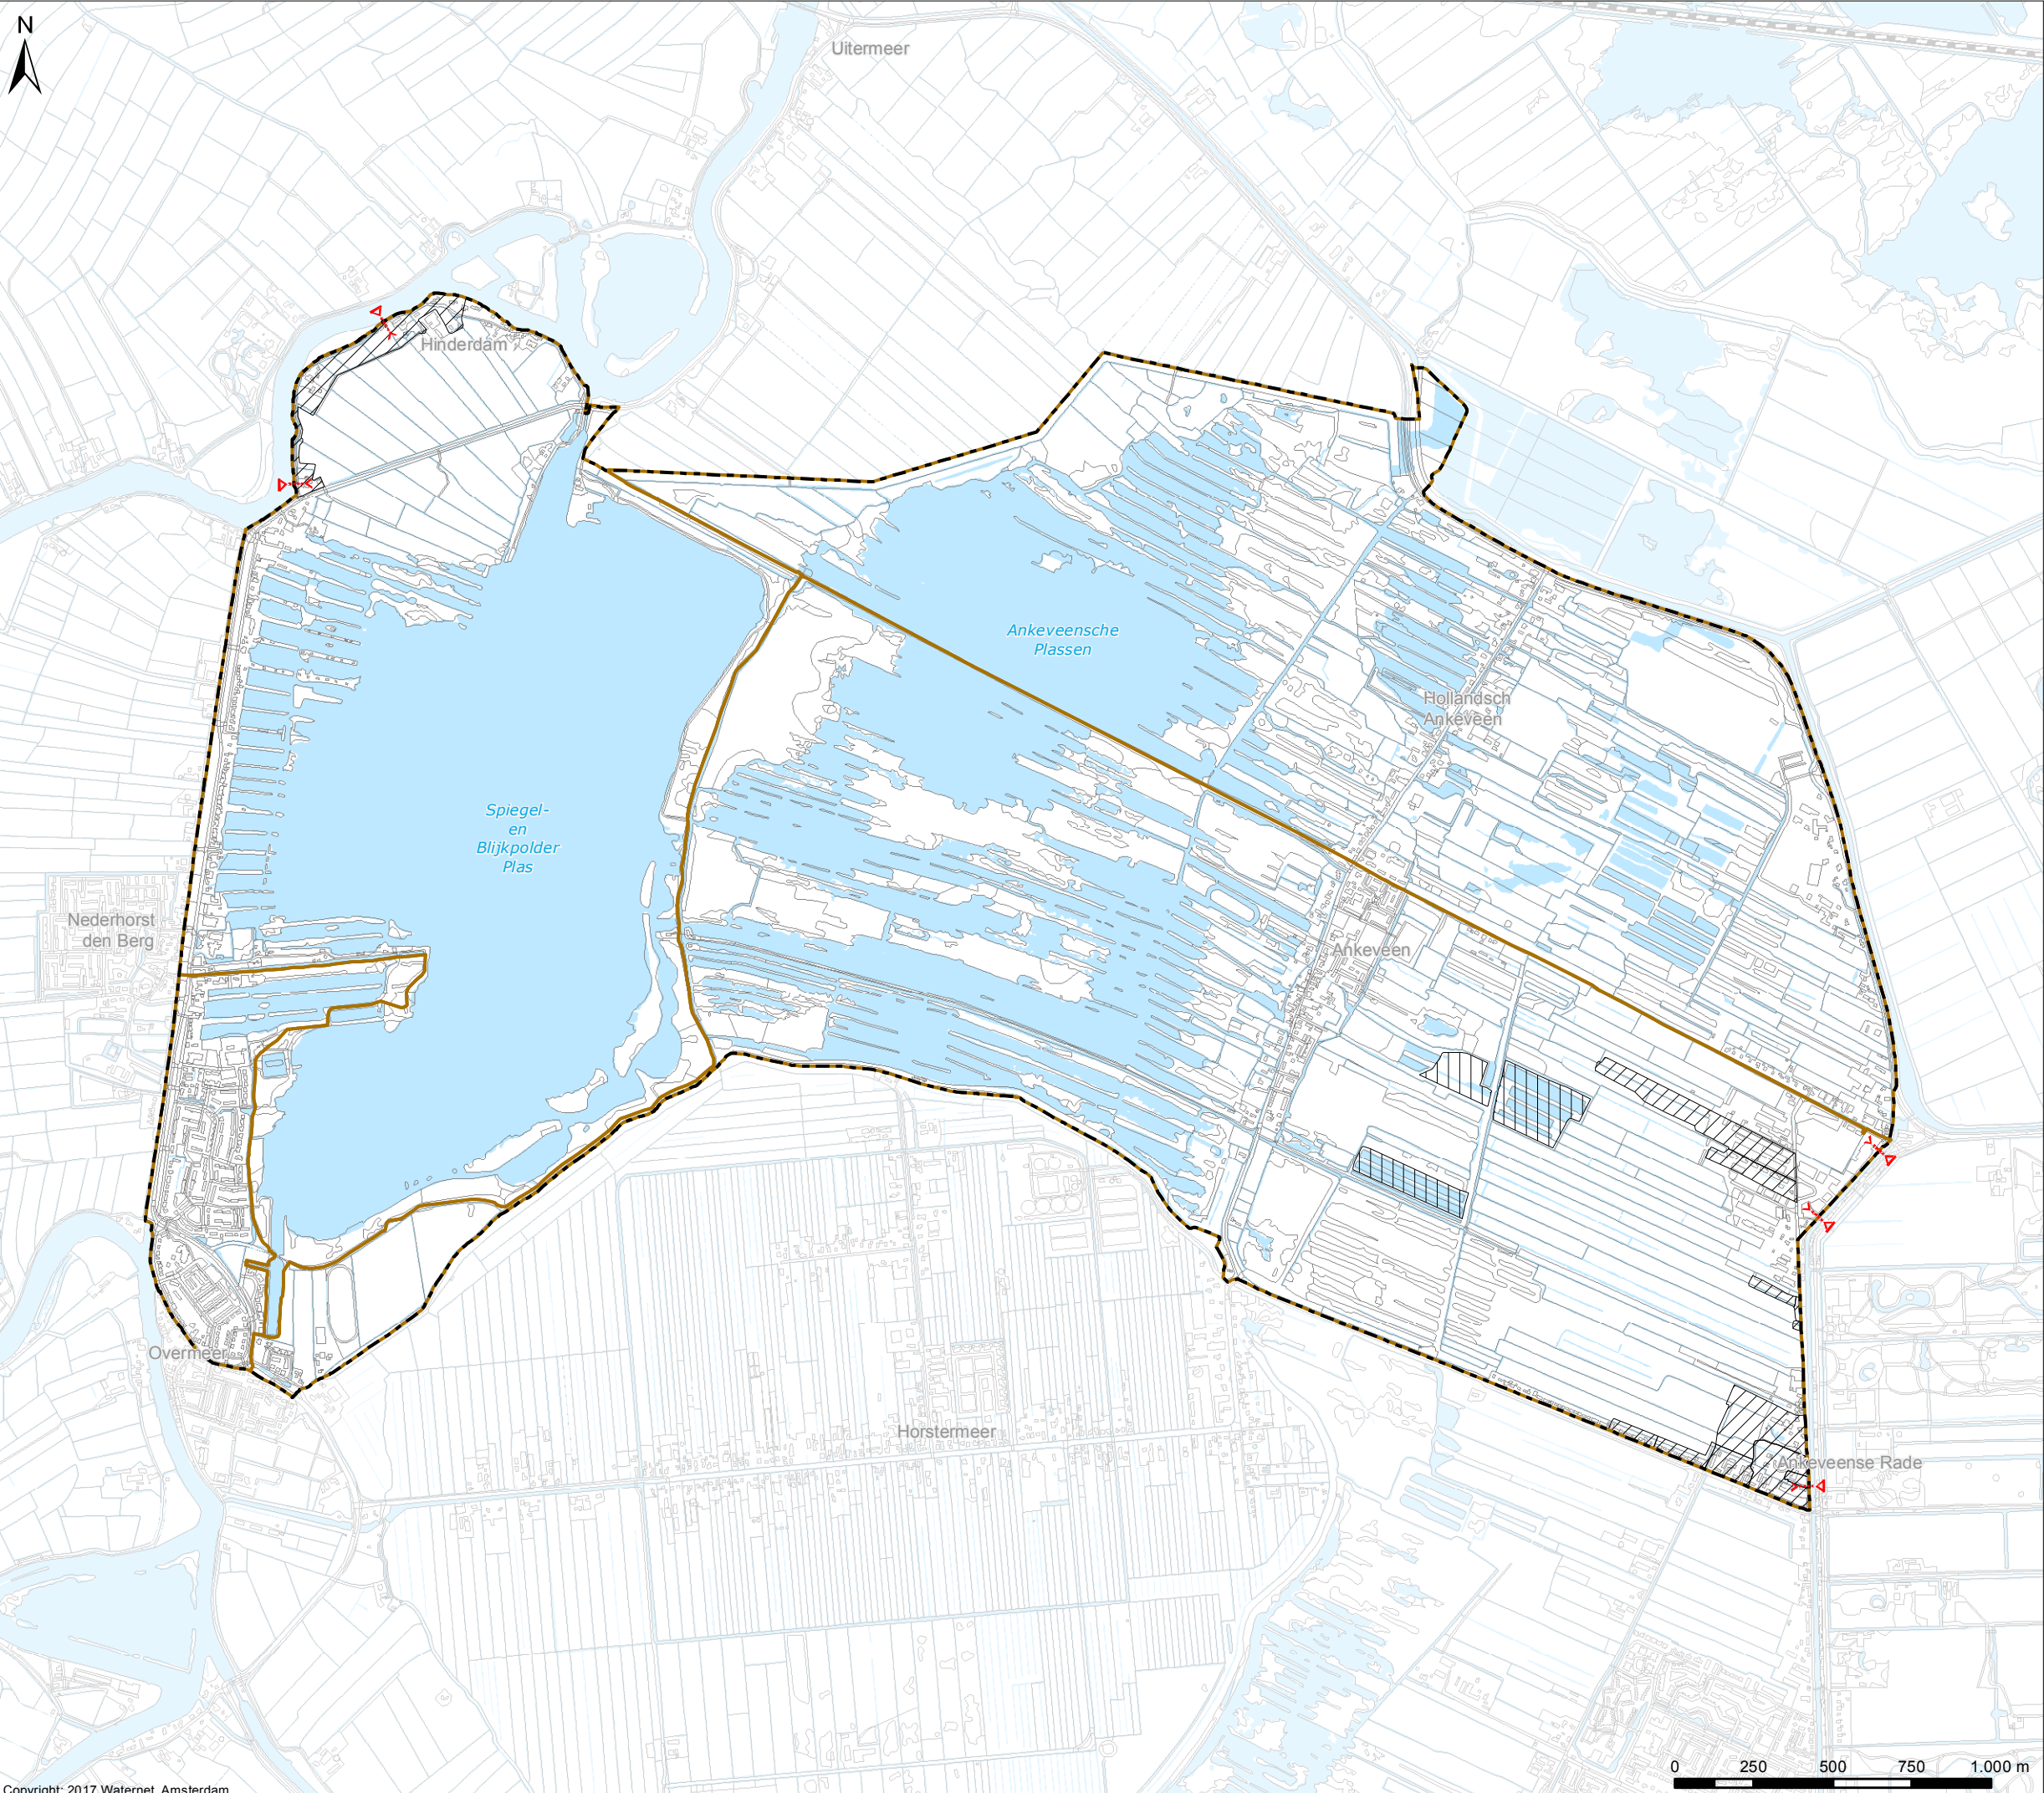 N
Uitermeer
Hinderdam
Ankeveensche
Plassen
Hollandsch
Ankeveen
Spiegel-
en
Blijkpolder
Plas
Nederhorst
den Berg
Ankeveen
Overmeer
Horstermeer
Ankeveense Rade
0 250 500 750 1.000 m
Copyright: 2017 Waternet, Amsterdam